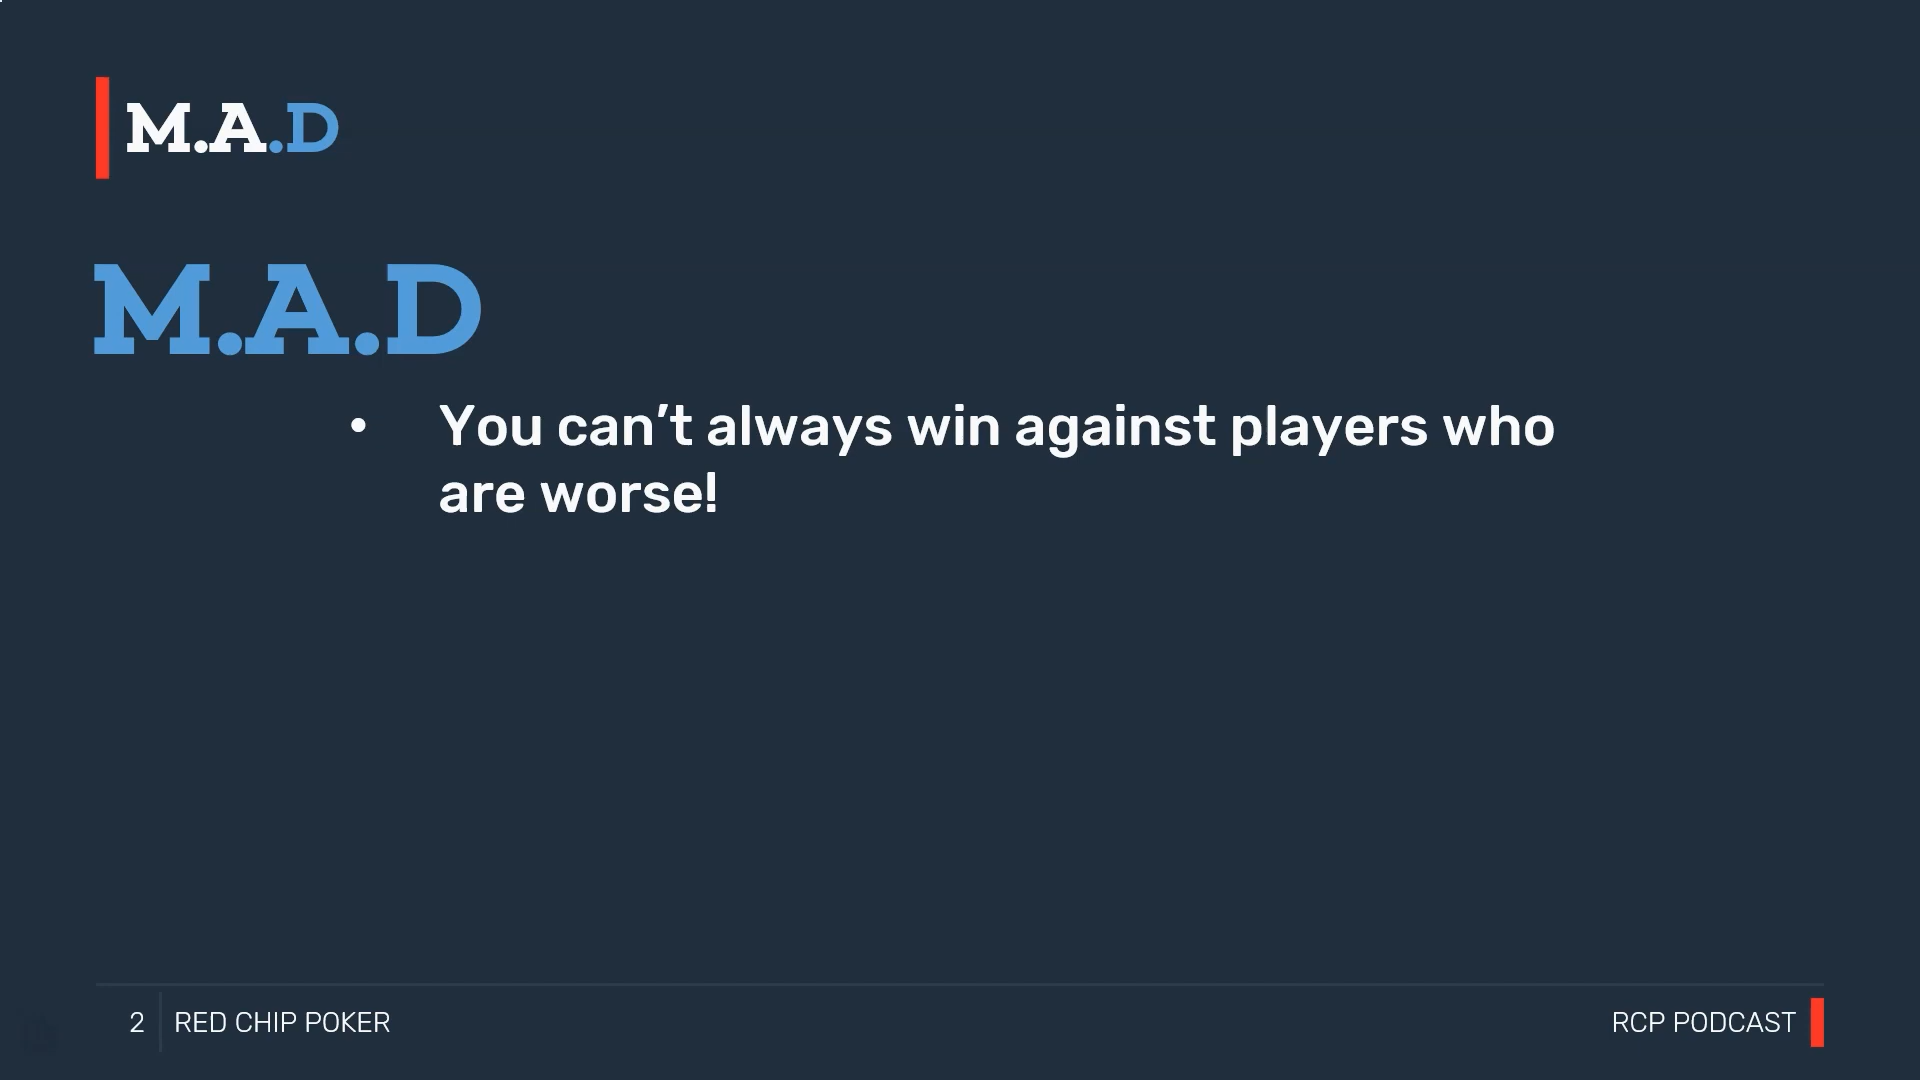 M.A.D
M.A.D
• You can’t always win against players who
are worse!
2 RED CHIP POKER
RCP PODCAST